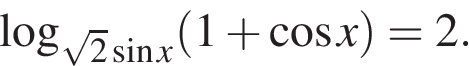 log_{√2 sin x}(1 + cos x) = 2.